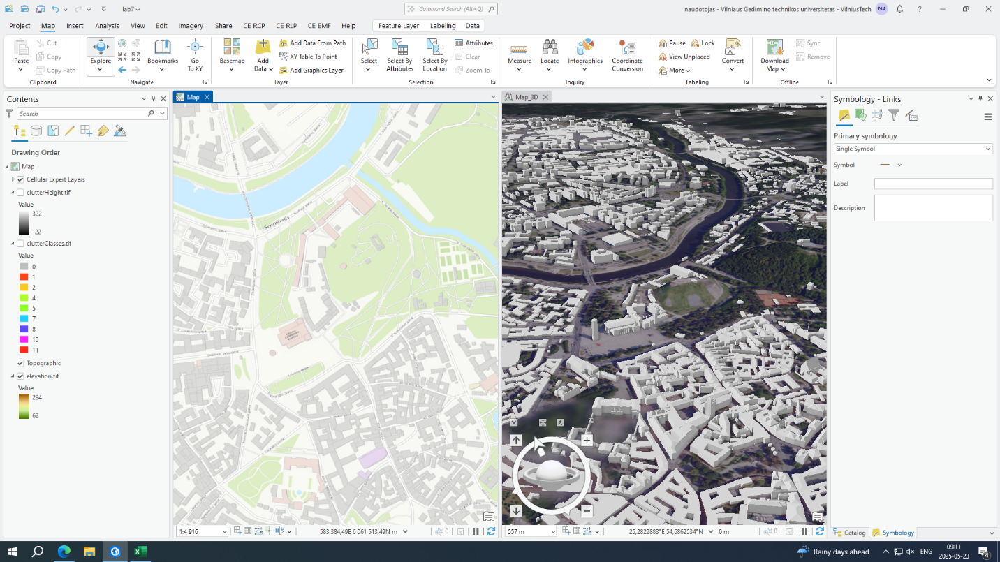 lab7
Command Search (Alt+Q)
naudotojas - Vilniaus Gedimino technikos universitetas - VilniusTech
N4
Project
Map
Insert
Analysis
View
Edit
Imagery
Share
CE RCP
CE RLP
CE EMF
Help
Feature Layer
Labeling
Data
Paste
Cut
Copy
Copy Path
Clipboard
Explore
Bookmarks
Go To XY
Navigate
Basemap
Add Data
Add Data From Path
XY Table To Point
Add Graphics Layer
Layer
Select
Select By Attributes
Select By Location
Attributes
Clear
Zoom To
Selection
Measure
Locate
Infographics
Coordinate Conversion
Inquiry
Pause
Lock
View Unplaced
More
Convert
Labeling
Download Map
Sync
Remove
Offline
Contents
Search
Drawing Order
Map
Cellular Expert Layers
clutterHeight.tif
Value
322
-22
clutterClasses.tif
Value
0
1
2
4
5
7
8
10
11
Topographic
elevation.tif
Value
294
62
Map
Senamiestis
1:4 916
583 384,49E 6 061 513,49N m
0
Map_3D
557 m
25,2822883°E 54,6862534°N
0 m
0
Symbology - Links
Primary symbology
Single Symbol
Symbol
Label
Description
Catalog
Symbology
Rainy days ahead
ENG
09:11
2025-05-23
4